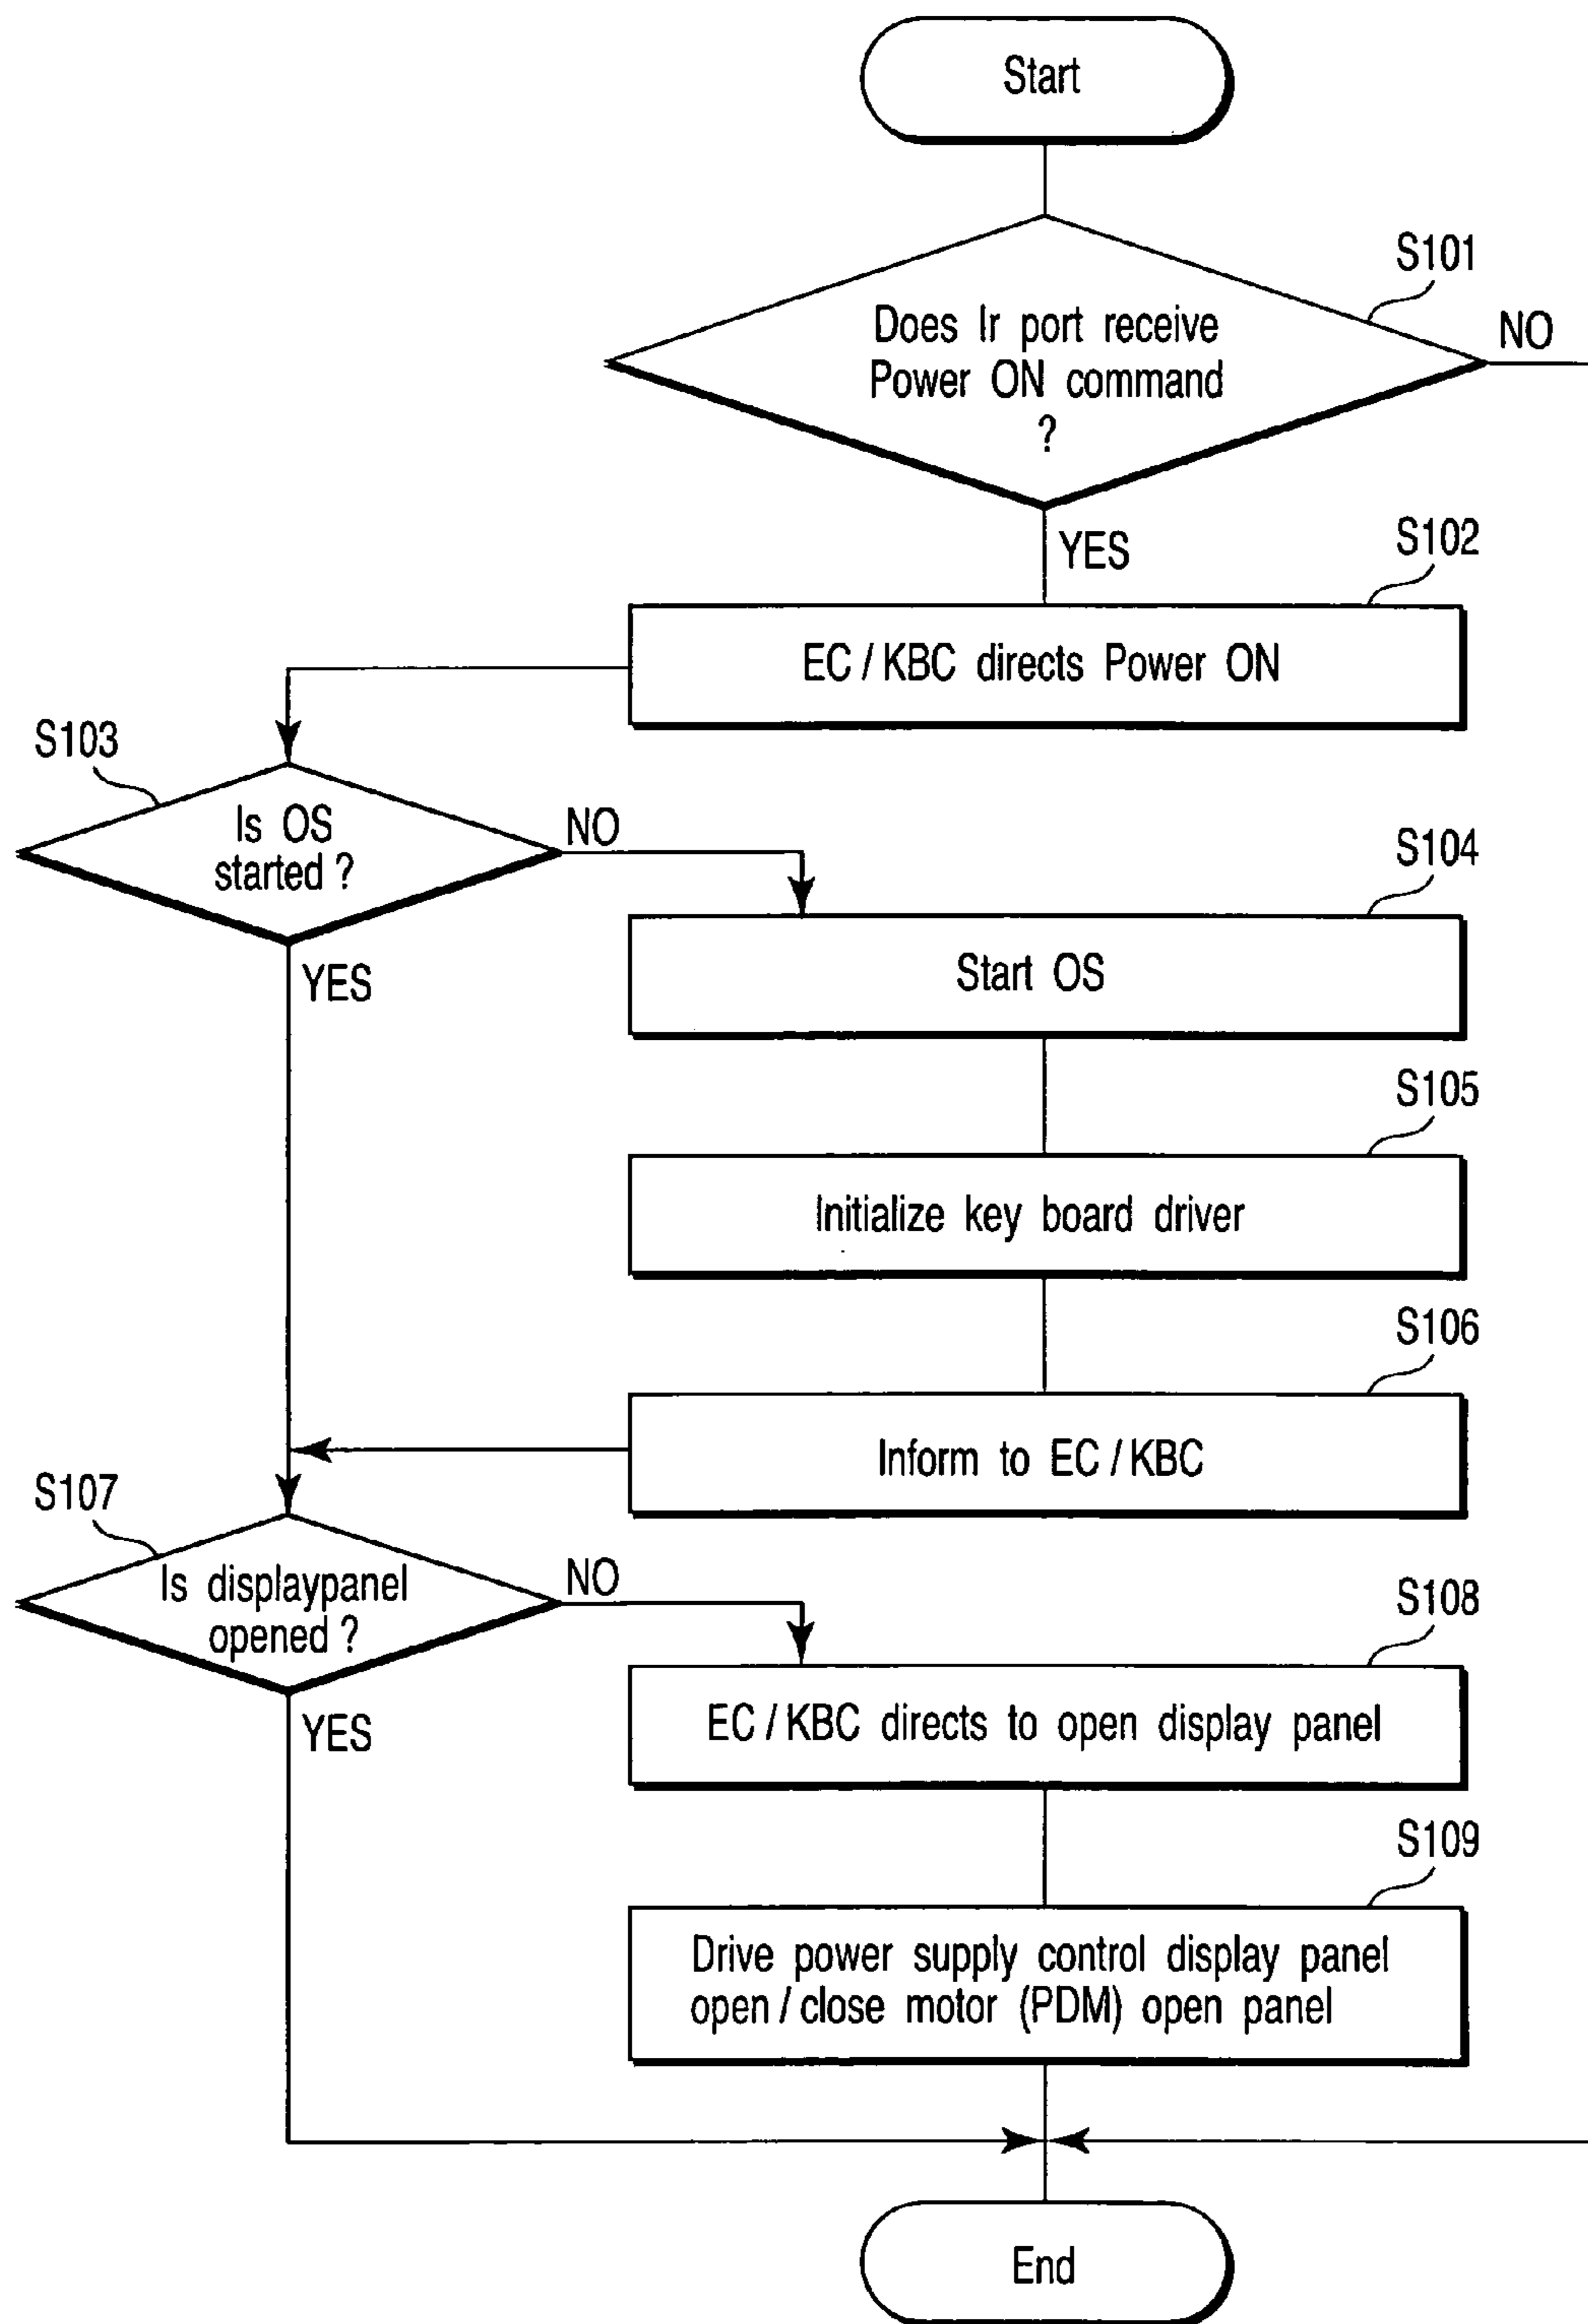 Start
S101
Does Ir port receive
Power ON command
?
NO
YES
S102
EC / KBC directs Power ON
S103
Is OS
started ?
NO
YES
S104
Start OS
S105
Initialize key board driver
S106
Inform to EC / KBC
S107
Is displaypanel
opened ?
NO
YES
S108
EC / KBC directs to open display panel
S109
Drive power supply control display panel
open / close motor (PDM) open panel
End